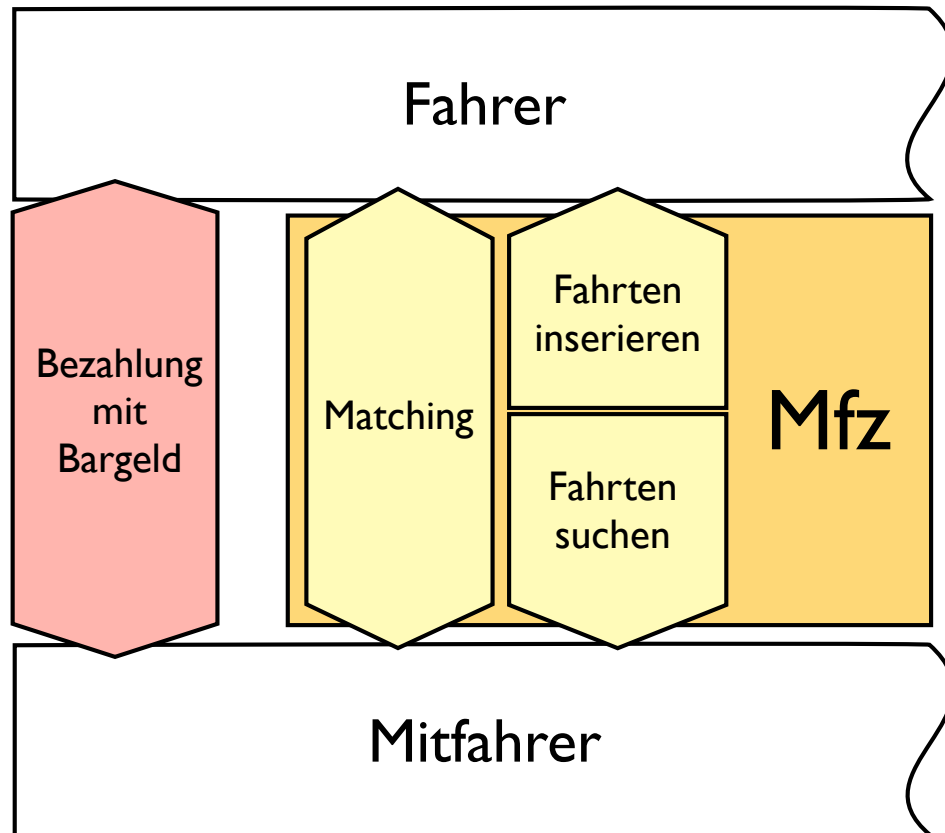 Fahrer
Bezahlung
mit
Bargeld
Matching
Fahrten
inserieren
Fahrten
suchen
Mfz
Mitfahrer